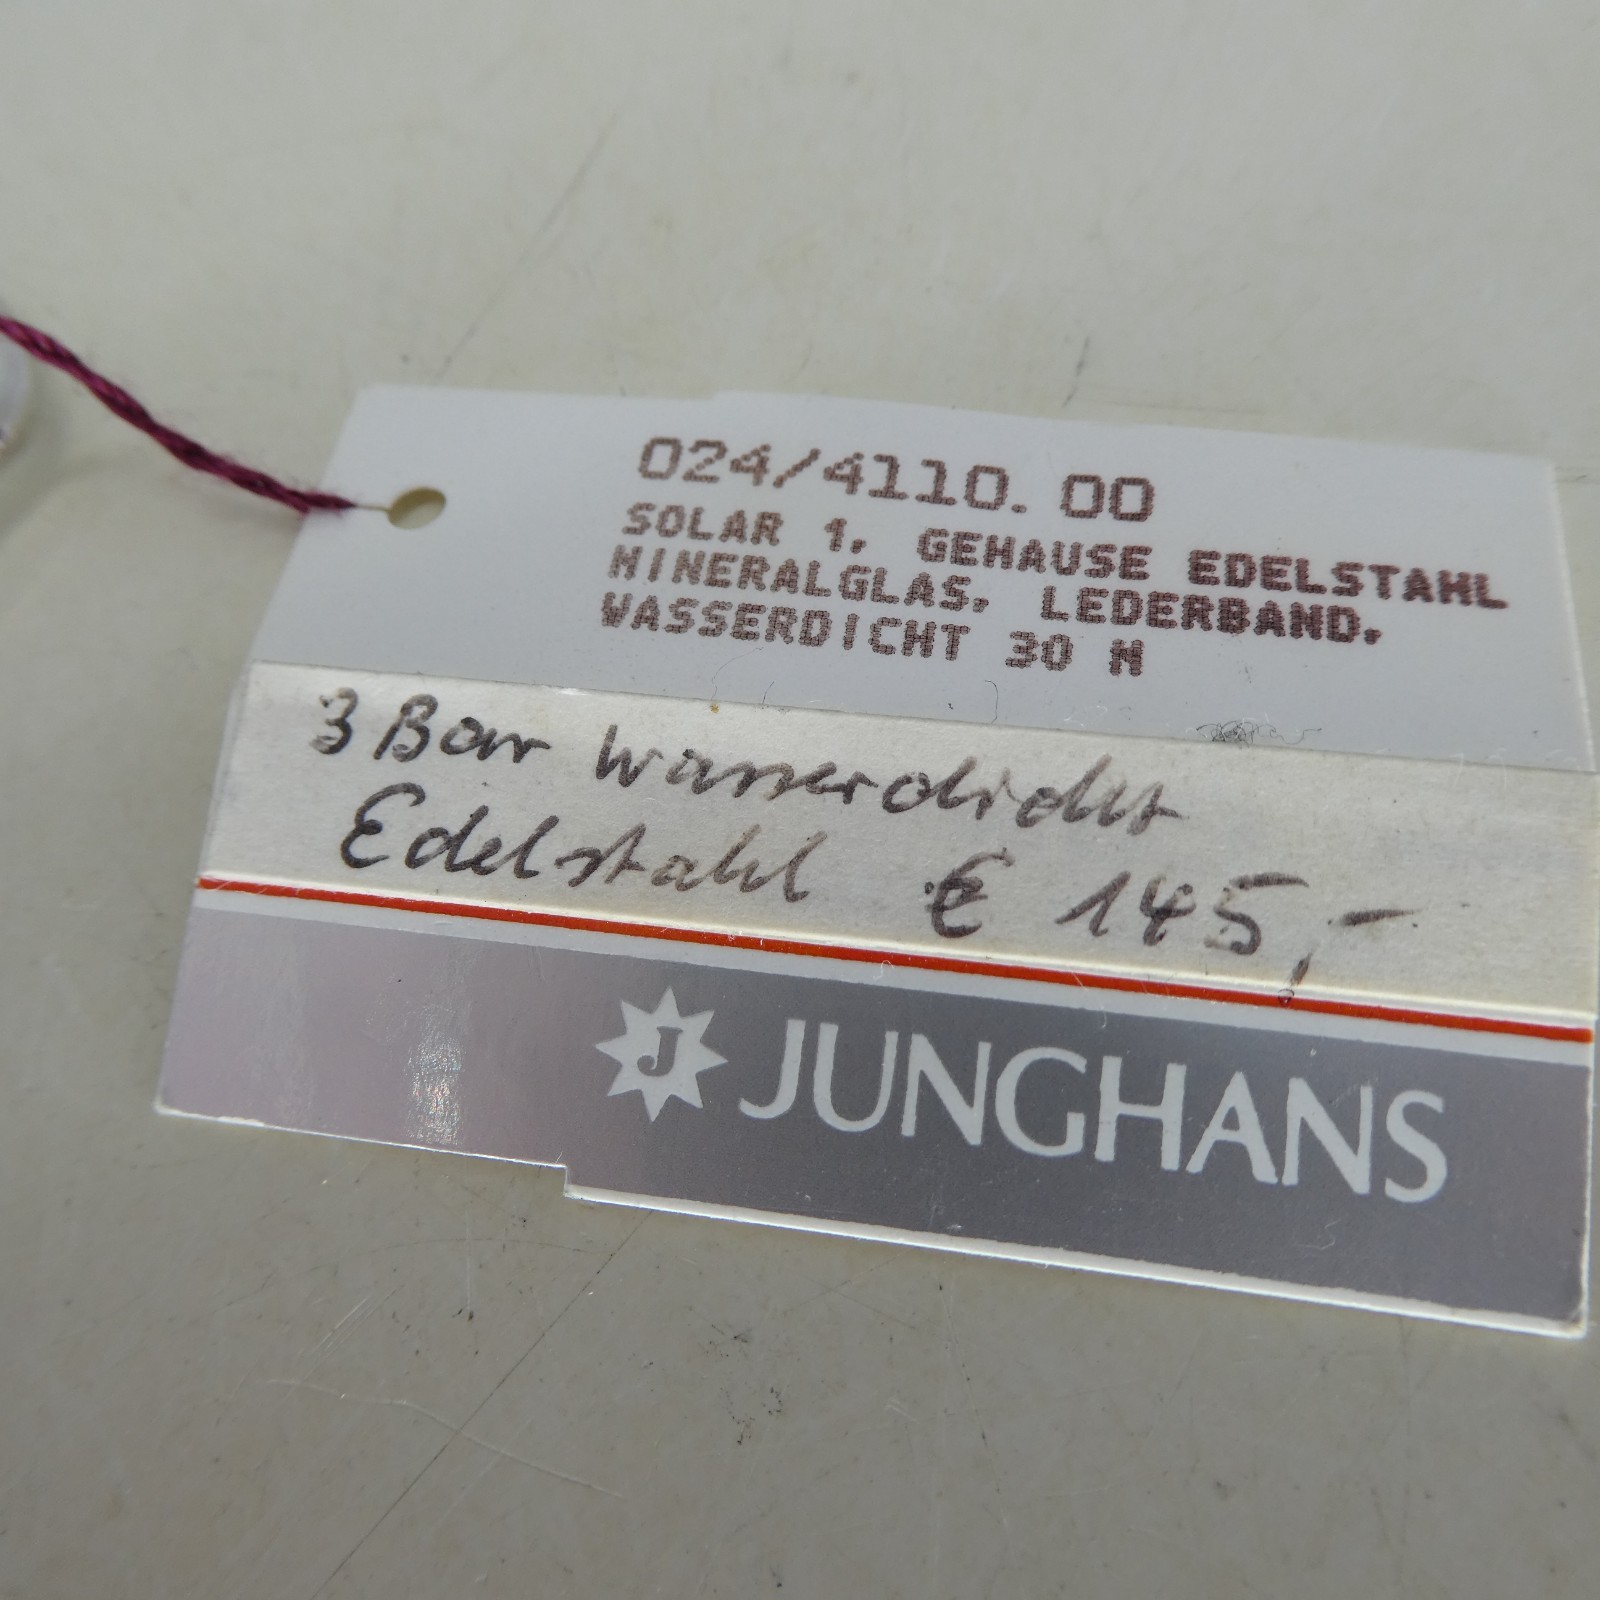 024/4110.00
SOLAR 1, GEHAUSE EDELSTAHL
MINERALGLAS, LEDERBAND,
WASSERDICHT 30 M
3 Bar Wasserdicht
Edelstahl € 145,-
J JUNGHANS